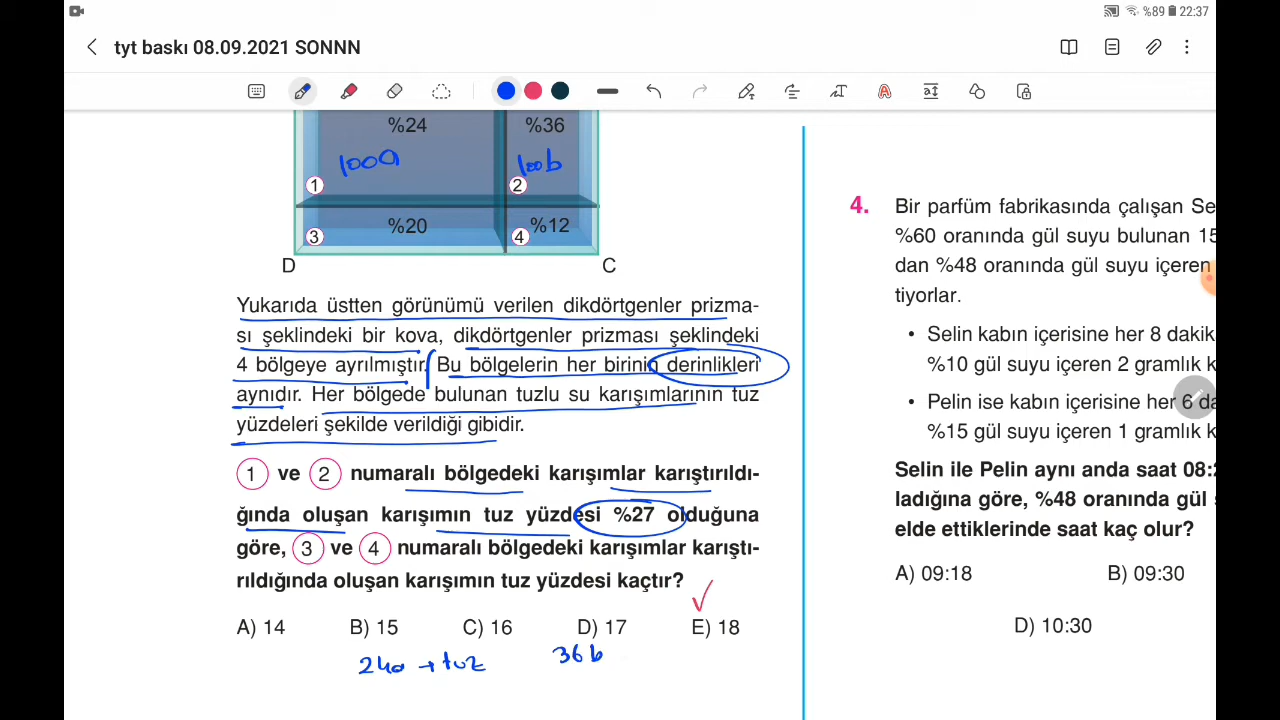 %89 22:37
tyt baskı 08.09.2021 SONNN
%24 %36
100a 100b
1 2
%20 %12
3 4
D C
Yukarıda üstten görünümü verilen dikdörtgenler prizma-
sı şeklindeki bir kova, dikdörtgenler prizması şeklindeki
4 bölgeye ayrılmıştır. Bu bölgelerin her birinin derinlikleri
aynıdır. Her bölgede bulunan tuzlu su karışımlarının tuz
yüzdeleri şekilde verildiği gibidir.
1 ve 2 numaralı bölgedeki karışımlar karıştırıldı-
ğında oluşan karışımın tuz yüzdesi %27 olduğuna
göre, 3 ve 4 numaralı bölgedeki karışımlar karıştı-
rıldığında oluşan karışımın tuz yüzdesi kaçtır?
A) 14 B) 15 C) 16 D) 17 E) 18
24a → tuz 36b
4. Bir parfüm fabrikasında çalışan Se
%60 oranında gül suyu bulunan 15
dan %48 oranında gül suyu içeren
tiyorlar.
• Selin kabın içerisine her 8 dakik
%10 gül suyu içeren 2 gramlık k
• Pelin ise kabın içerisine her 6 da
%15 gül suyu içeren 1 gramlık k
Selin ile Pelin aynı anda saat 08:2
ladığına göre, %48 oranında gül s
elde ettiklerinde saat kaç olur?
A) 09:18 B) 09:30
D) 10:30